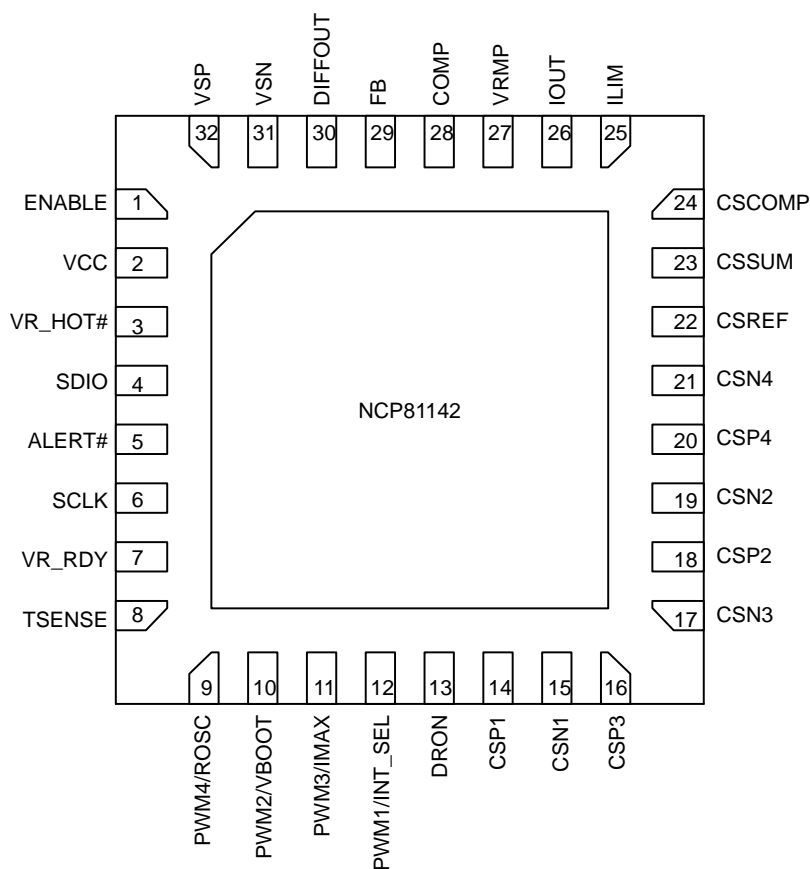 VSP
VSN
DIFFOUT
FB
COMP
VRMP
IOUT
ILIM
32
31
30
29
28
27
26
25
ENABLE 1
24 CSCOMP
VCC 2
23 CSSUM
VR_HOT# 3
22 CSREF
SDIO 4
21 CSN4
NCP81142
ALERT# 5
20 CSP4
SCLK 6
19 CSN2
VR_RDY 7
18 CSP2
TSENSE 8
17 CSN3
9
10
11
12
13
14
15
16
PWM4/ROSC
PWM2/VBOOT
PWM3/IMAX
PWM1/INT_SEL
DRON
CSP1
CSN1
CSP3